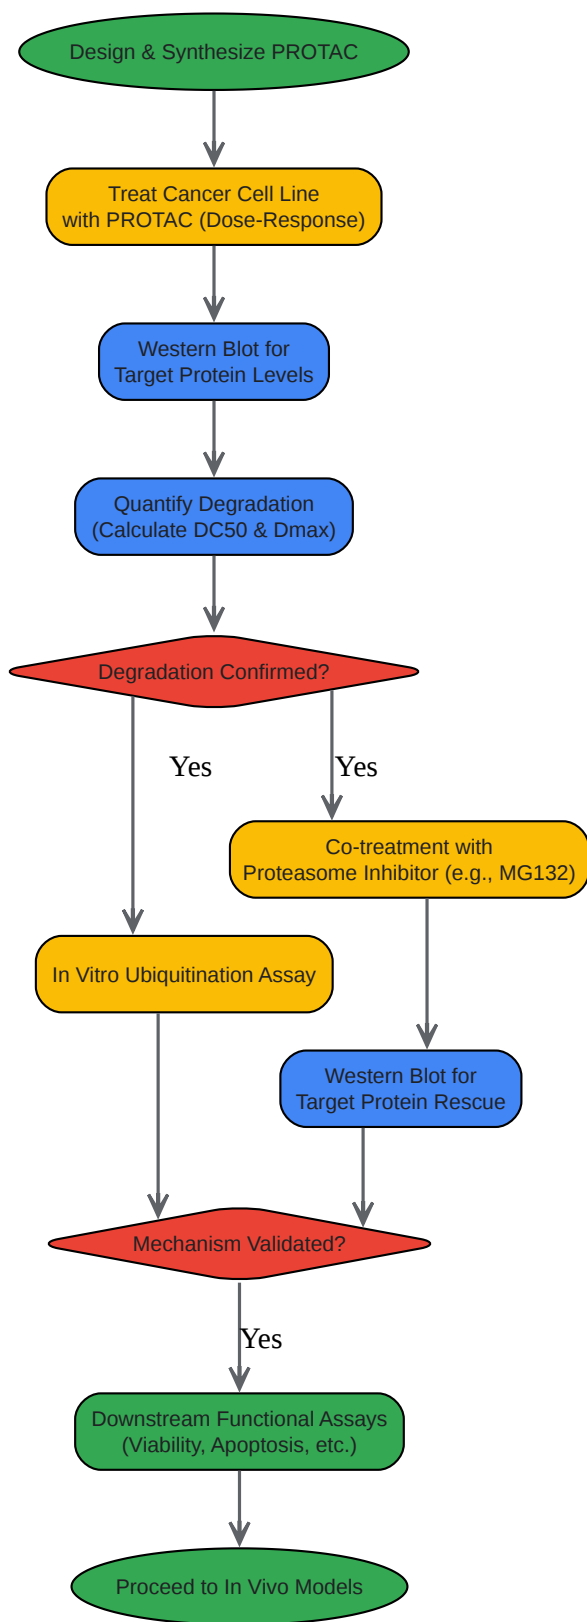 Design & Synthesize PROTAC
Treat Cancer Cell Line
with PROTAC (Dose-Response)
Western Blot for
Target Protein Levels
Quantify Degradation
(Calculate DC50 & Dmax)
Degradation Confirmed?
Yes
Yes
Co-treatment with
Proteasome Inhibitor (e.g., MG132)
In Vitro Ubiquitination Assay
Western Blot for
Target Protein Rescue
Mechanism Validated?
Yes
Downstream Functional Assays
(Viability, Apoptosis, etc.)
Proceed to In Vivo Models